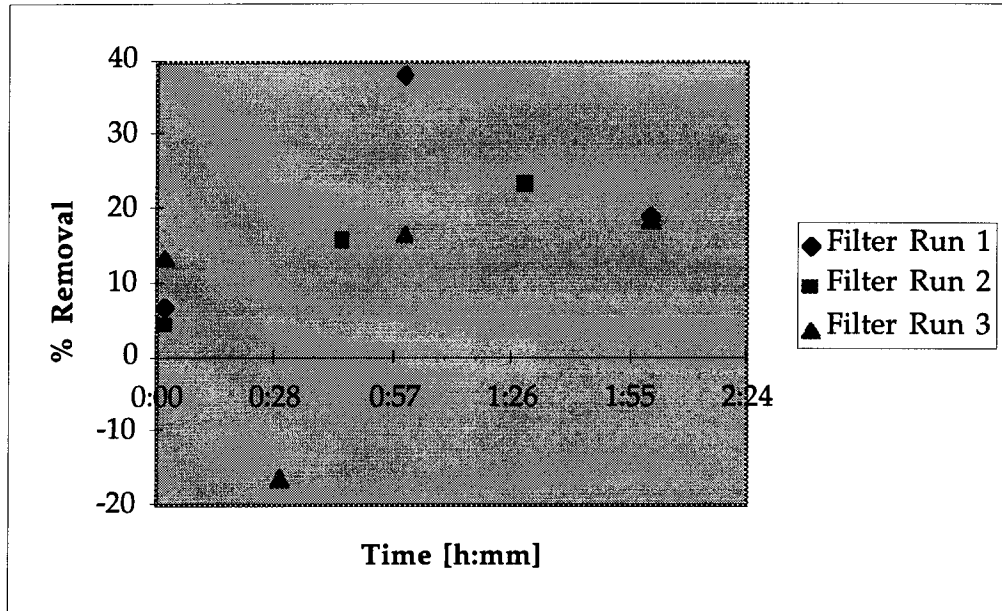 40
30
20
10
0
-10
-20
% Removal
0:00 0:28 0:57 1:26 1:55 2:24
Time [h:mm]
Filter Run 1
Filter Run 2
Filter Run 3